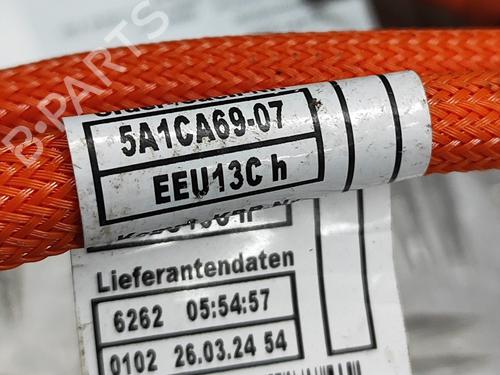 5A1CA69-07
EEU13C h
Lieferantendaten
6262 05:54:57
0102 26.03.24 54
B-PARTS